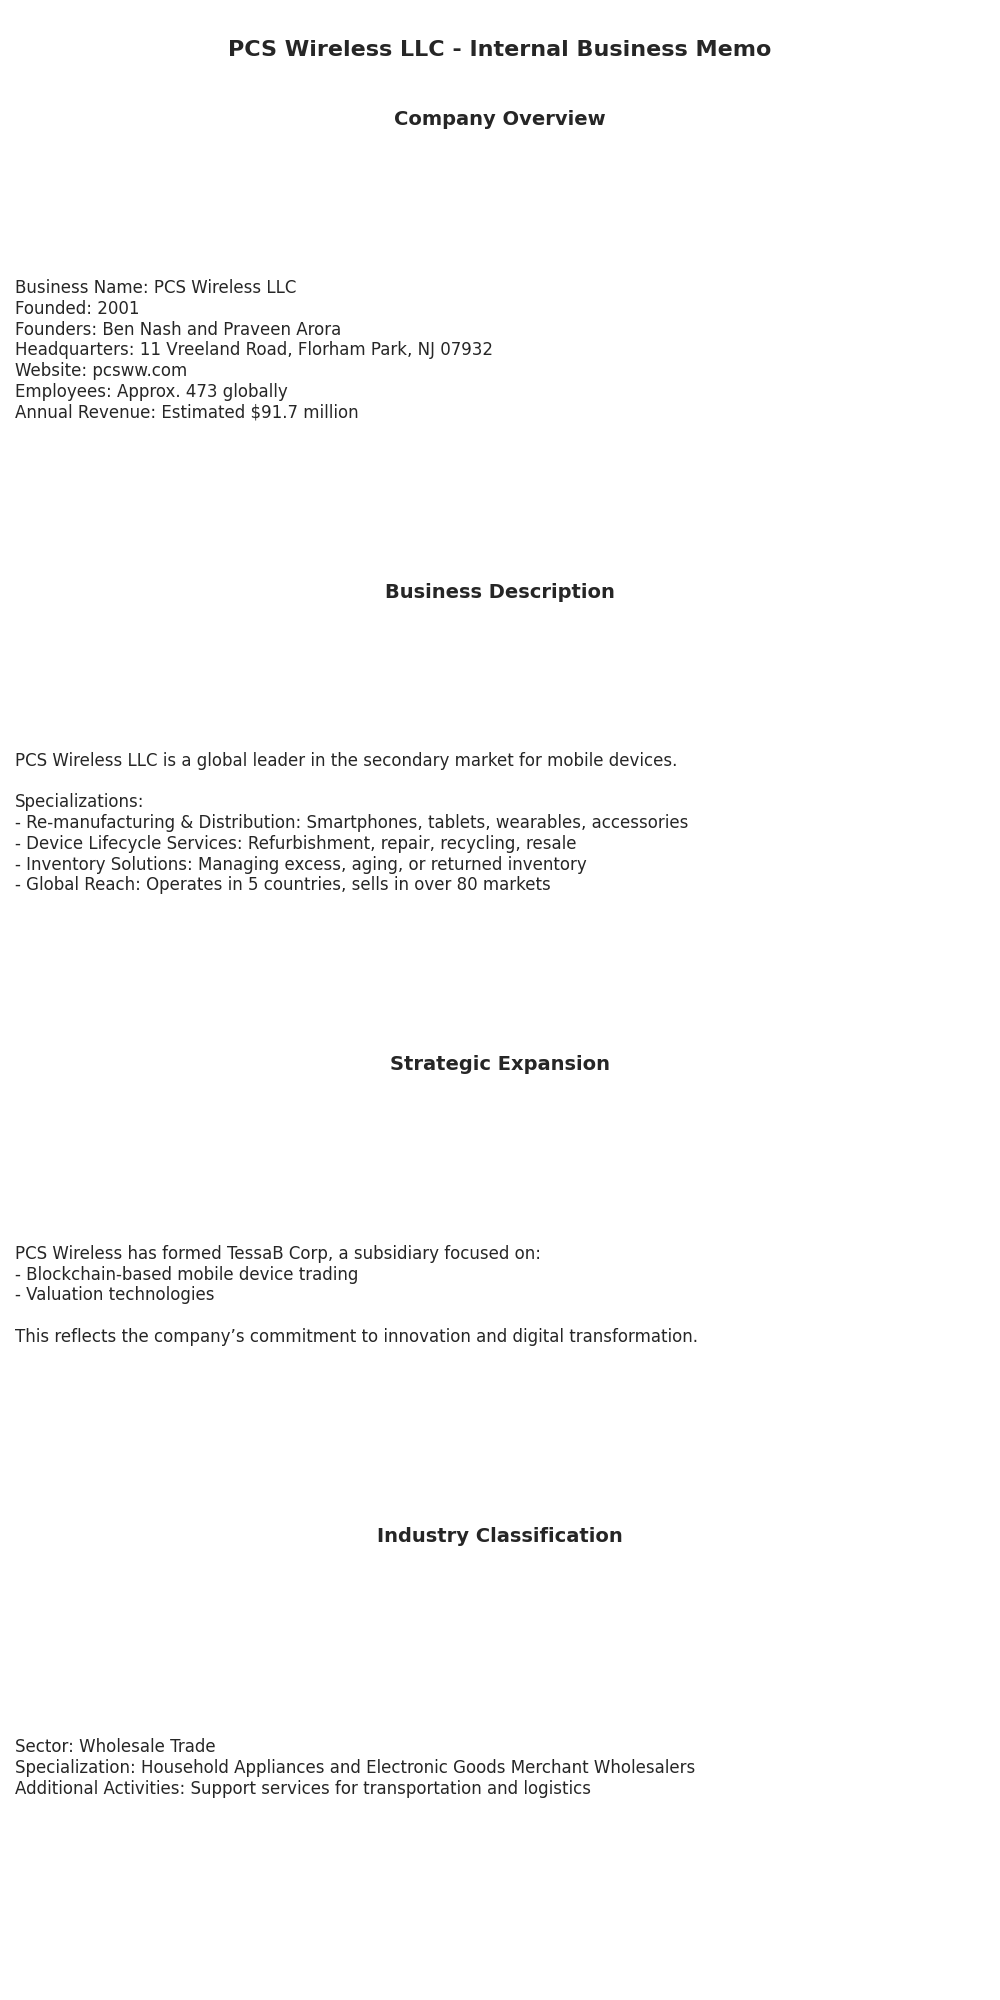 PCS Wireless LLC - Internal Business Memo
Company Overview
Business Name: PCS Wireless LLC
Founded: 2001
Founders: Ben Nash and Praveen Arora
Headquarters: 11 Vreeland Road, Florham Park, NJ 07932
Website: pcsww.com
Employees: Approx. 473 globally
Annual Revenue: Estimated $91.7 million
Business Description
PCS Wireless LLC is a global leader in the secondary market for mobile devices.
Specializations:
- Re-manufacturing & Distribution: Smartphones, tablets, wearables, accessories
- Device Lifecycle Services: Refurbishment, repair, recycling, resale
- Inventory Solutions: Managing excess, aging, or returned inventory
- Global Reach: Operates in 5 countries, sells in over 80 markets
Strategic Expansion
PCS Wireless has formed TessaB Corp, a subsidiary focused on:
- Blockchain-based mobile device trading
- Valuation technologies
This reflects the company’s commitment to innovation and digital transformation.
Industry Classification
Sector: Wholesale Trade
Specialization: Household Appliances and Electronic Goods Merchant Wholesalers
Additional Activities: Support services for transportation and logistics